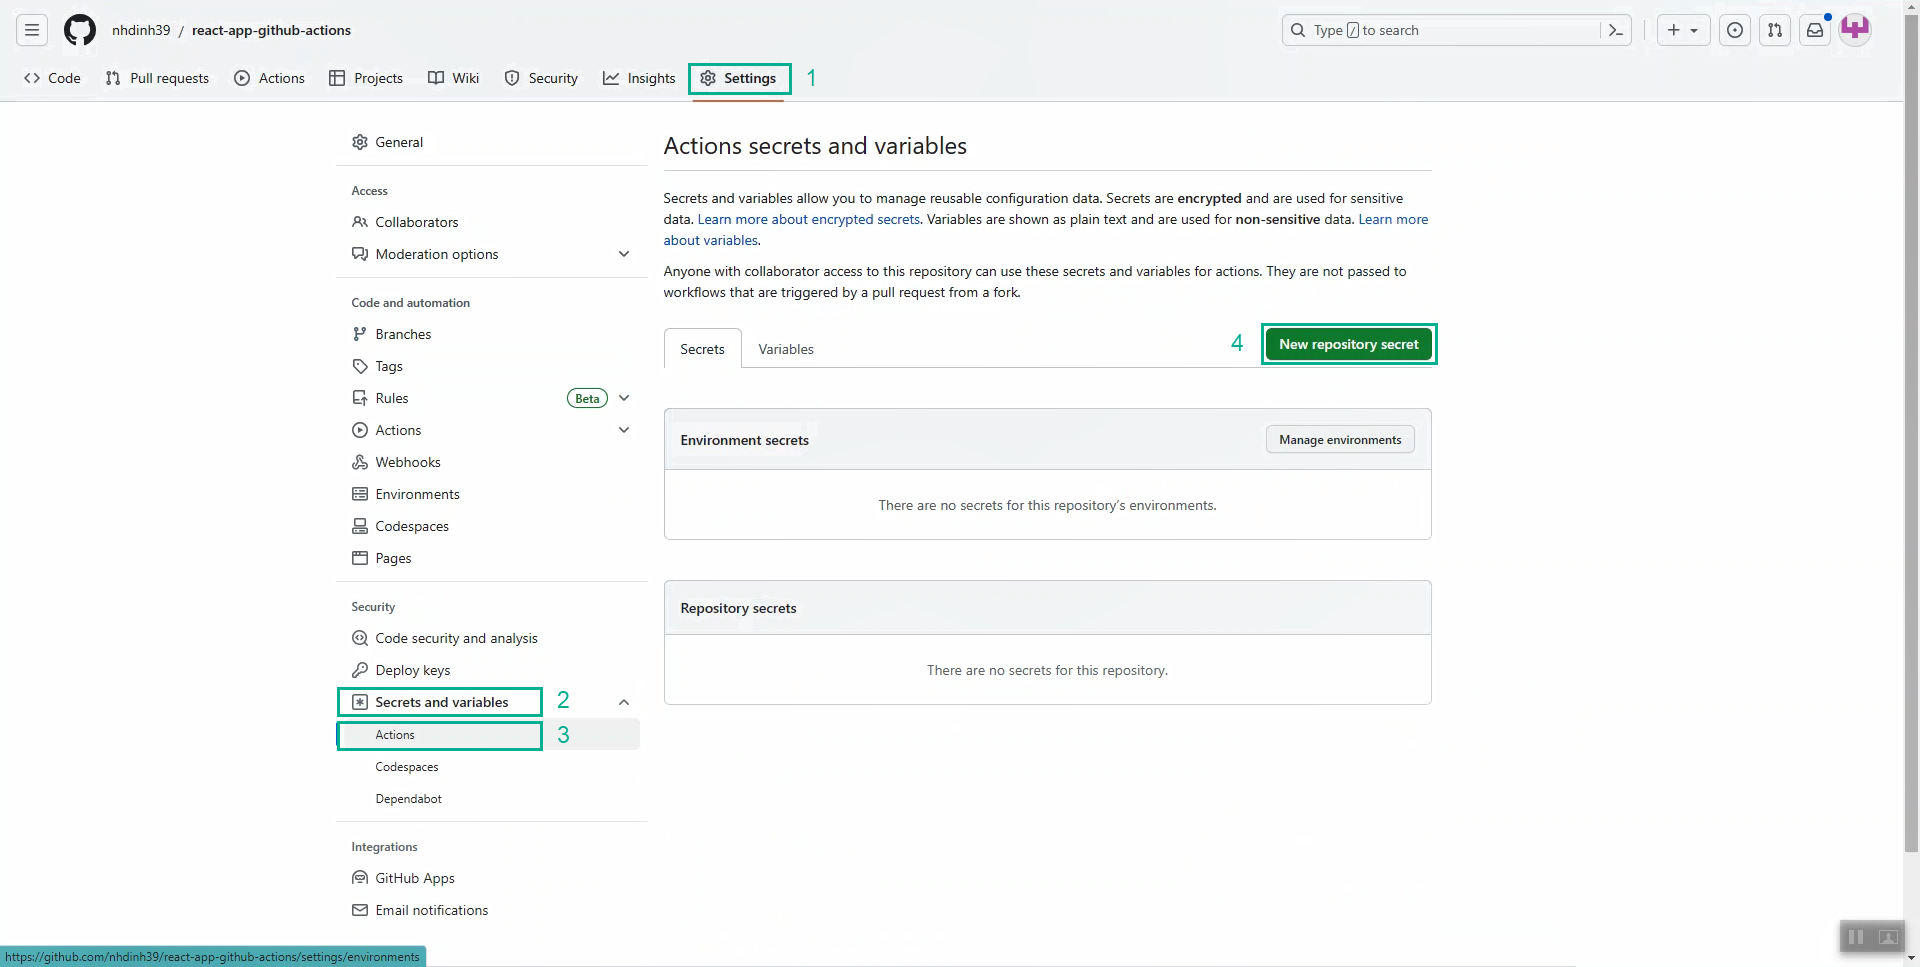 nhdinh39 / react-app-github-actions
Type / to search
Code Pull requests Actions Projects Wiki Security Insights Settings 1
General
Access
Collaborators
Moderation options
Code and automation
Branches
Tags
Rules Beta
Actions
Webhooks
Environments
Codespaces
Pages
Security
Code security and analysis
Deploy keys
Secrets and variables 2
Actions 3
Codespaces
Dependabot
Integrations
GitHub Apps
Email notifications
Actions secrets and variables
Secrets and variables allow you to manage reusable configuration data. Secrets are encrypted and are used for sensitive
data. Learn more about encrypted secrets. Variables are shown as plain text and are used for non-sensitive data. Learn more
about variables.
Anyone with collaborator access to this repository can use these secrets and variables for actions. They are not passed to
workflows that are triggered by a pull request from a fork.
Secrets Variables 4 New repository secret
Environment secrets Manage environments
There are no secrets for this repository’s environments.
Repository secrets
There are no secrets for this repository.
https://github.com/nhdinh39/react-app-github-actions/settings/environments